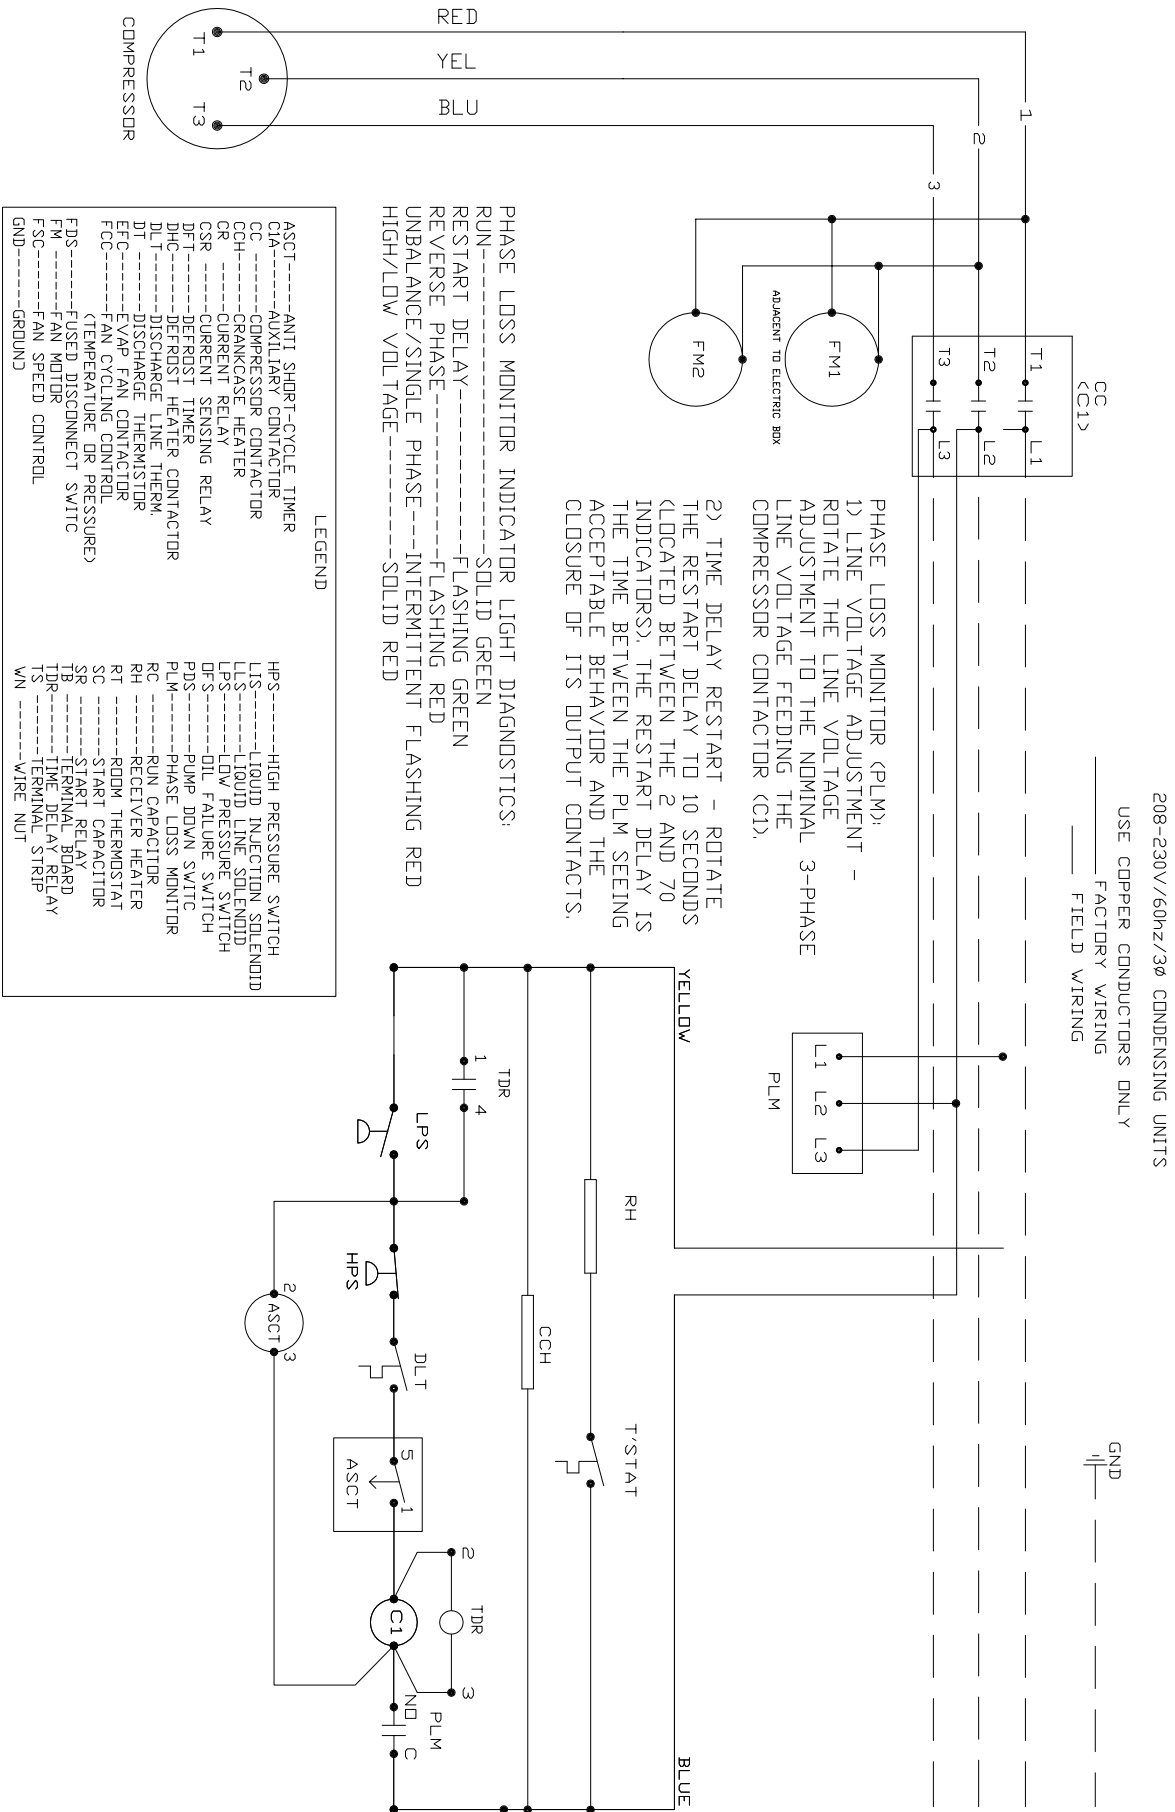 208-230V/60hz/3Ø CONDENSING UNITS
USE COPPER CONDUCTORS ONLY
FACTORY WIRING
FIELD WIRING
GND
CC
(C1)
T1
L1
T2
L2
T3
L3
1
2
3
RED
YEL
BLU
T1
T2
T3
COMPRESSOR
FM1
FM2
ADJACENT TO ELECTRIC BOX
PHASE LOSS MONITOR (PLM):
1) LINE VOLTAGE ADJUSTMENT -
ROTATE THE LINE VOLTAGE
ADJUSTMENT TO THE NOMINAL 3-PHASE
LINE VOLTAGE FEEDING THE
COMPRESSOR CONTACTOR (C1).
2) TIME DELAY RESTART - ROTATE
THE RESTART DELAY TO 10 SECONDS
(LOCATED BETWEEN THE 2 AND 70
INDICATORS). THE RESTART DELAY IS
THE TIME BETWEEN THE PLM SEEING
ACCEPTABLE BEHAVIOR AND THE
CLOSURE OF ITS OUTPUT CONTACTS.
PHASE LOSS MONITOR INDICATOR LIGHT DIAGNOSTICS:
RUN---------------------SOLID GREEN
RESTART DELAY-----------FLASHING GREEN
REVERSE PHASE-----------FLASHING RED
UNBALANCE/SINGLE PHASE---INTERMITTENT FLASHING RED
HIGH/LOW VOLTAGE--------SOLID RED
LEGEND
ASCT-----ANTI SHORT-CYCLE TIMER
C1A------AUXILIARY CONTACTOR
CC ------COMPRESSOR CONTACTOR
CCH------CRANKCASE HEATER
CR ------CURRENT RELAY
CSR -----CURRENT SENSING RELAY
DFT------DEFROST TIMER
DHC------DEFROST HEATER CONTACTOR
DLT------DISCHARGE LINE THERM.
DT ------DISCHARGE THERMISTOR
EFC------EVAP FAN CONTACTOR
FCC------FAN CYCLING CONTROL
(TEMPERATURE OR PRESSURE)
FDS------FUSED DISCONNECT SWITC
FM ------FAN MOTOR
FSC------FAN SPEED CONTROL
GND------GROUND
HPS------HIGH PRESSURE SWITCH
LIS------LIQUID INJECTION SOLENOID
LS-------LIQUID LINE SOLENOID
LPS------LOW PRESSURE SWITCH
OFS------OIL FAILURE SWITCH
PDS------PUMP DOWN SWITC
PLM------PHASE LOSS MONITOR
RC ------RUN CAPACITOR
RH ------RECEIVER HEATER
RT ------ROOM THERMOSTAT
SC ------START CAPACITOR
SR ------START RELAY
TB ------TERMINAL BOARD
TDR------TIME DELAY RELAY
TS ------TERMINAL STRIP
WN ------WIRE NUT
L1
L2
L3
PLM
YELLOW
BLUE
RH
T'STAT
CCH
1
TDR
4
LPS
HPS
DLT
5
1
ASCT
2
ASCT
3
2
TDR
3
C1
PLM
NO
C